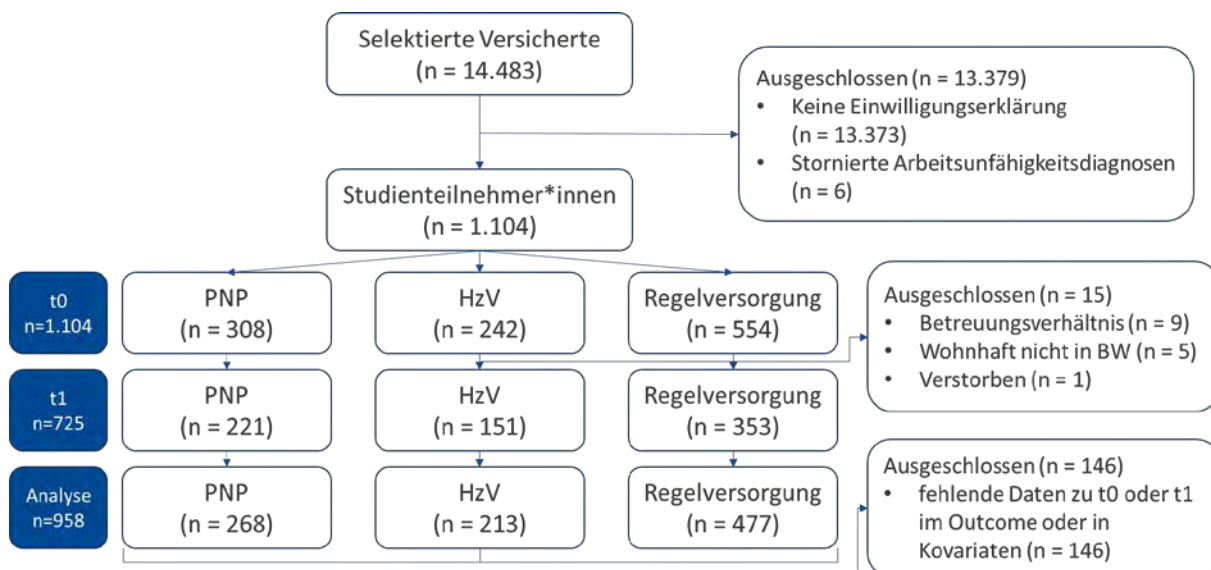 Selektierte Versicherte
(n = 14.483)
Ausgeschlossen (n = 13.379)
• Keine Einwilligungserklärung
(n = 13.373)
• Stornierte Arbeitsunfähigkeitsdiagnosen
(n = 6)
Studienteilnehmer*innen
(n = 1.104)
t0
n=1.104
PNP
(n = 308)
HzV
(n = 242)
Regelversorgung
(n = 554)
Ausgeschlossen (n = 15)
• Betreuungsverhältnis (n = 9)
• Wohnhaft nicht in BW (n = 5)
• Verstorben (n = 1)
t1
n=725
PNP
(n = 221)
HzV
(n = 151)
Regelversorgung
(n = 353)
Analyse
n=958
PNP
(n = 268)
HzV
(n = 213)
Regelversorgung
(n = 477)
Ausgeschlossen (n = 146)
• fehlende Daten zu t0 oder t1
im Outcome oder in
Kovariaten (n = 146)